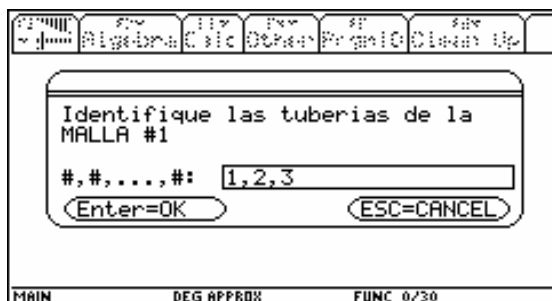 Algebra Calc Other PrgmIO Clean Up
Identifique las tuberias de la
MALLA #1
#,#,...,#: 1,2,3
Enter=OK ESC=CANCEL
MAIN DEG APPROX FUNC 0/30